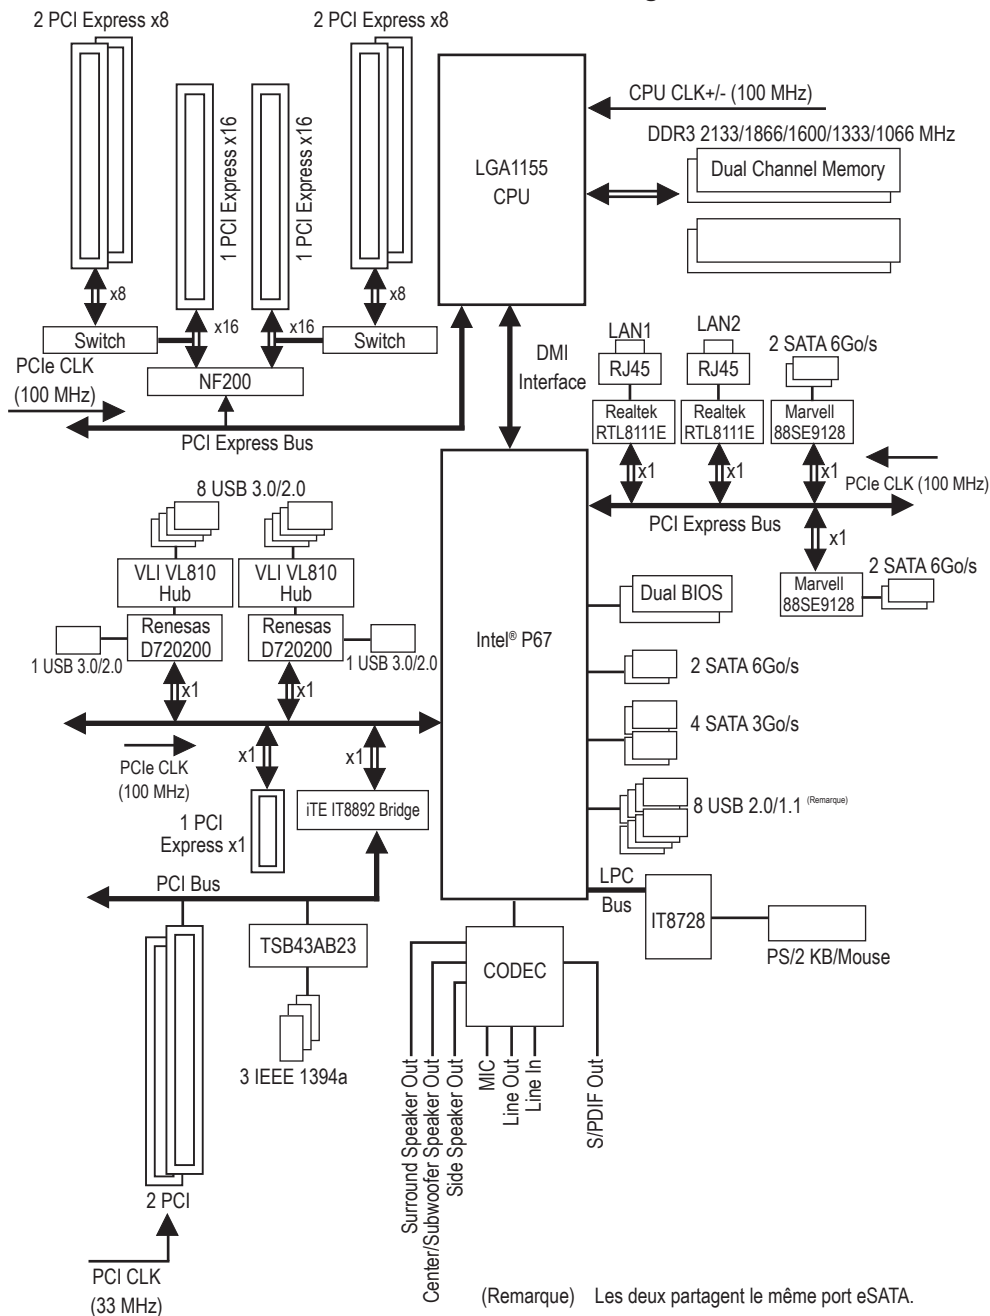 2 PCI Express x8
2 PCI Express x8
1 PCI Express x16
1 PCI Express x16
x8
x16
x16
x8
Switch
Switch
NF200
PCIe CLK
(100 MHz)
PCI Express Bus
LGA1155
CPU
CPU CLK+/- (100 MHz)
DDR3 2133/1866/1600/1333/1066 MHz
Dual Channel Memory
DMI
Interface
LAN1
RJ45
Realtek
RTL8111E
x1
LAN2
RJ45
Realtek
RTL8111E
x1
2 SATA 6Go/s
Marvell
88SE9128
x1
PCIe CLK (100 MHz)
PCI Express Bus
x1
Marvell
88SE9128
2 SATA 6Go/s
8 USB 3.0/2.0
VLI VL810
Hub
VLI VL810
Hub
Renesas
D720200
Renesas
D720200
1 USB 3.0/2.0
1 USB 3.0/2.0
x1
x1
Intel® P67
Dual BIOS
2 SATA 6Go/s
4 SATA 3Go/s
8 USB 2.0/1.1 (Remarque)
PCIe CLK
(100 MHz)
x1
x1
1 PCI
Express x1
iTE IT8892 Bridge
PCI Bus
TSB43AB23
3 IEEE 1394a
2 PCI
PCI CLK
(33 MHz)
LPC
Bus
IT8728
PS/2 KB/Mouse
CODEC
Surround Speaker Out
Center/Subwoofer Speaker Out
Side Speaker Out
MIC
Line Out
Line In
S/PDIF Out
(Remarque) Les deux partagent le même port eSATA.